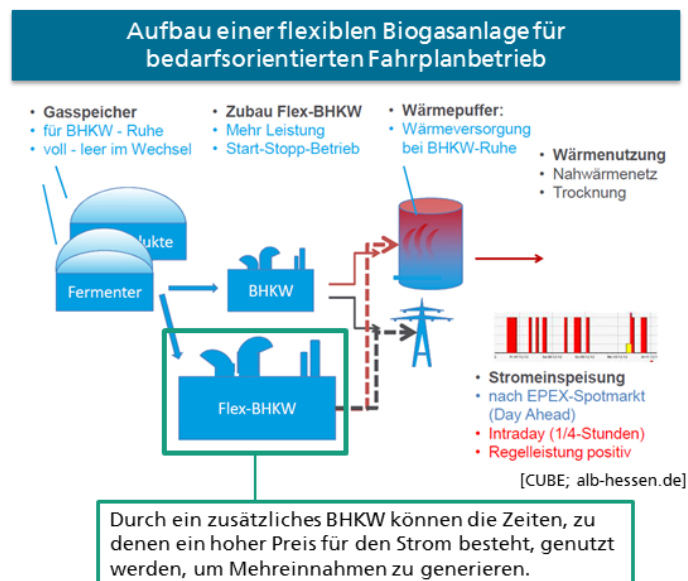 Aufbau einer flexiblen Biogasanlage für
bedarfsorientierten Fahrplanbetrieb
• Gasspeicher
• für BHKW - Ruhe
• voll - leer im Wechsel
• Zubau Flex-BHKW
• Mehr Leistung
• Start-Stopp-Betrieb
• Wärmepuffer:
• Wärmeversorgung
bei BHKW-Ruhe
• Wärmenutzung
• Nahwärmenetz
• Trocknung
ukte
Fermenter
BHKW
Flex-BHKW
• Stromeinspeisung
• nach EPEX-Spotmarkt
(Day Ahead)
• Intraday (1/4-Stunden)
• Regelleistung positiv
[CUBE; alb-hessen.de]
Durch ein zusätzliches BHKW können die Zeiten, zu
denen ein hoher Preis für den Strom besteht, genutzt
werden, um Mehreinnahmen zu generieren.